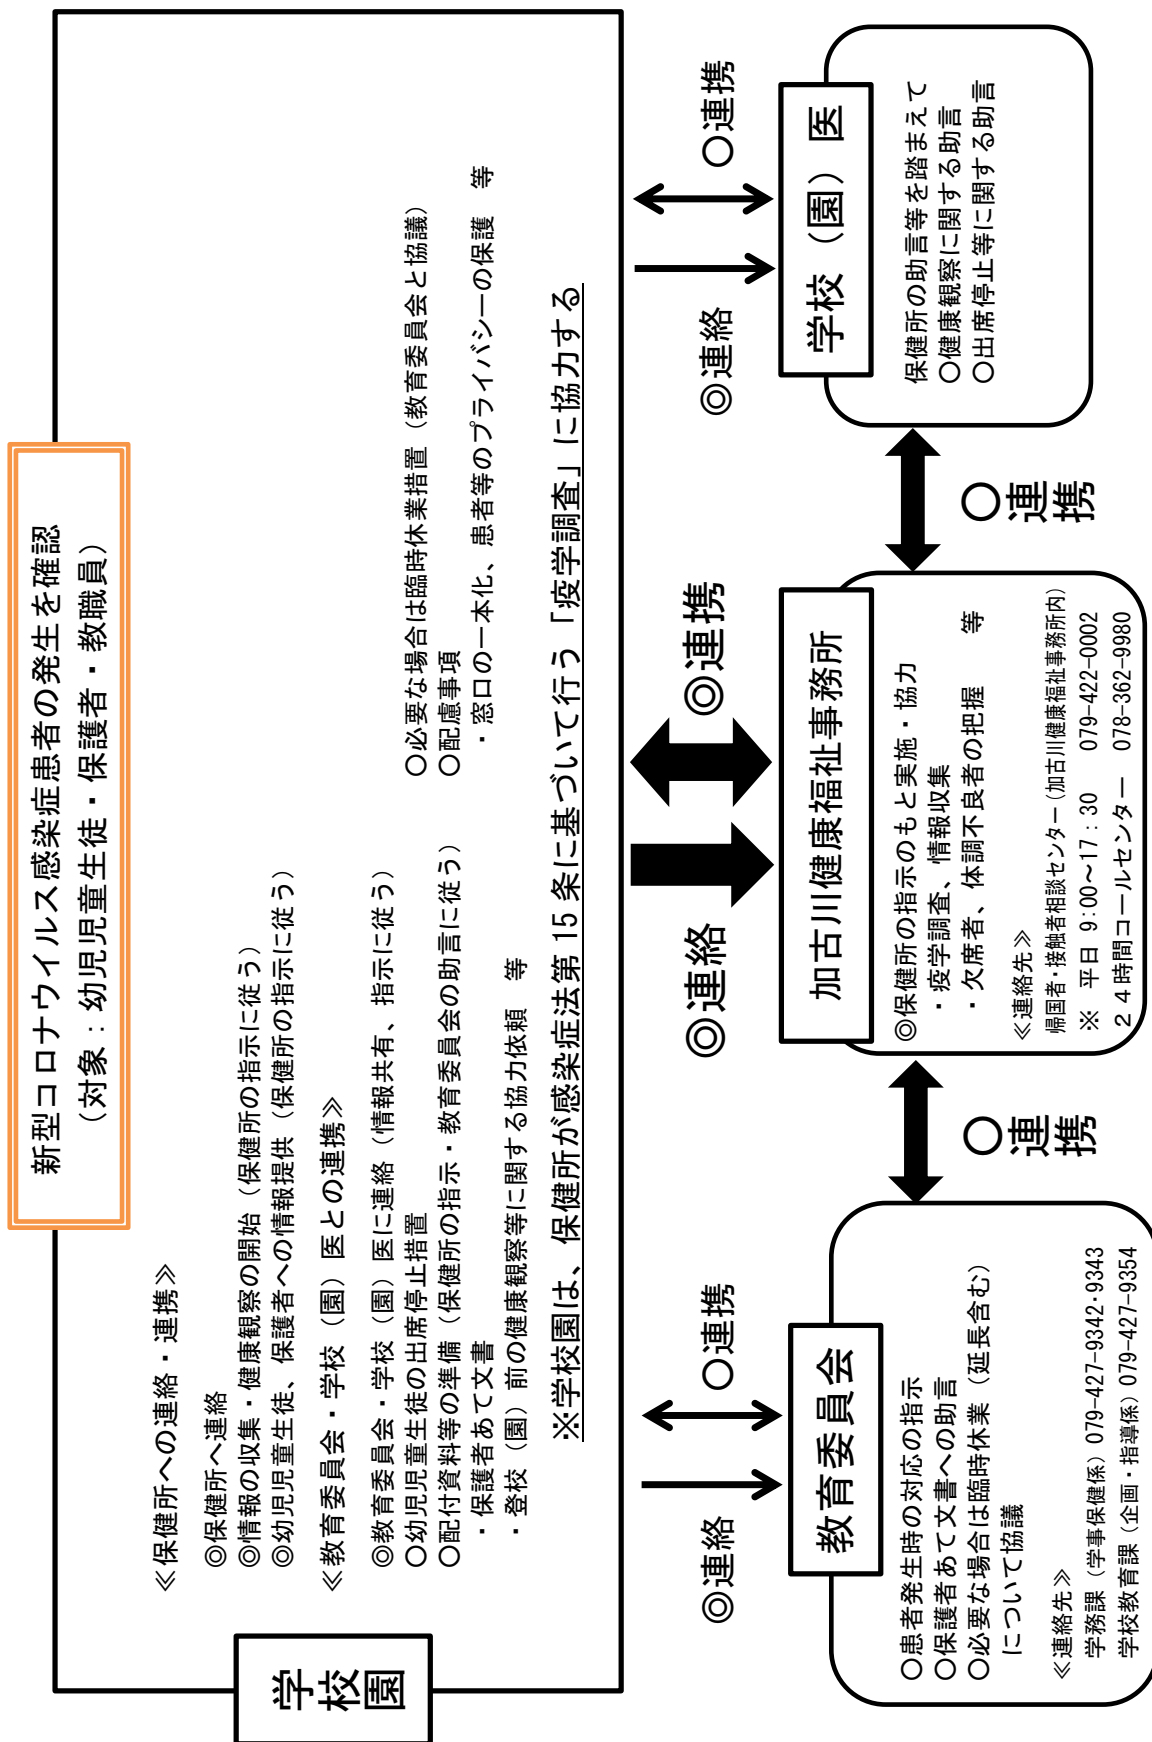 新型コロナウイルス感染症患者の発生を確認
（対象：幼児児童生徒・保護者・教職員）
学校園
≪保健所への連絡・連携≫
◎保健所へ連絡
◎情報の収集・健康観察の開始（保健所の指示に従う）
◎幼児児童生徒、保護者への情報提供（保健所の指示に従う）
≪教育委員会・学校（園）医との連携≫
◎教育委員会・学校（園）医に連絡（情報共有、指示に従う）
○幼児児童生徒の出席停止措置
○配付資料等の準備（保健所の指示・教育委員会の助言に従う）
・保護者あて文書
・登校（園）前の健康観察等に関する協力依頼　等
○必要な場合は臨時休業措置（教育委員会と協議）
○配慮事項
・窓口の一本化、患者等のプライバシーの保護　等
※学校園は、保健所が感染症法第 15 条に基づいて行う「疫学調査」に協力する
◎連絡
○連携
◎連絡
◎連携
◎連絡
○連携
教育委員会
○患者発生時の対応の指示
○保護者あて文書への助言
○必要な場合は臨時休業（延長含む）
について協議
≪連絡先≫
学務課（学事保健係）079-427-9342・9343
学校教育課（企画・指導係）079-427-9354
○連携
加古川健康福祉事務所
◎保健所の指示のもと実施・協力
・疫学調査、情報収集
・欠席者、体調不良者の把握　　等
≪連絡先≫
帰国者・接触者相談センター（加古川健康福祉事務所内）
※ 平日 9:00～17：30　079-422-0002
２４時間コールセンター　078-362-9980
○連携
学校（園）医
保健所の助言等を踏まえて
○健康観察に関する助言
○出席停止等に関する助言